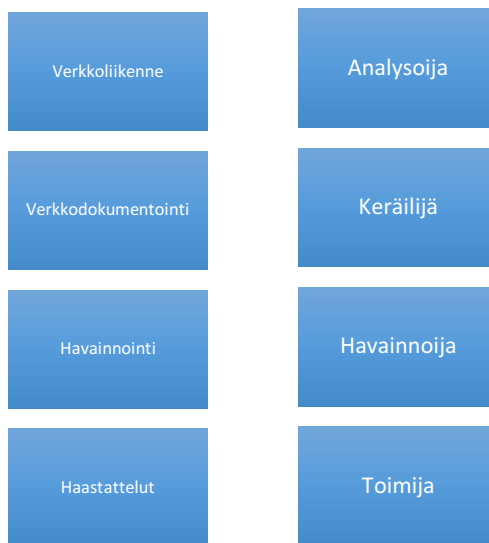 Verkkoliikenne
Analysoija
Verkkodokumentointi
Keräilijä
Havainnointi
Havainnoija
Haastattelut
Toimija